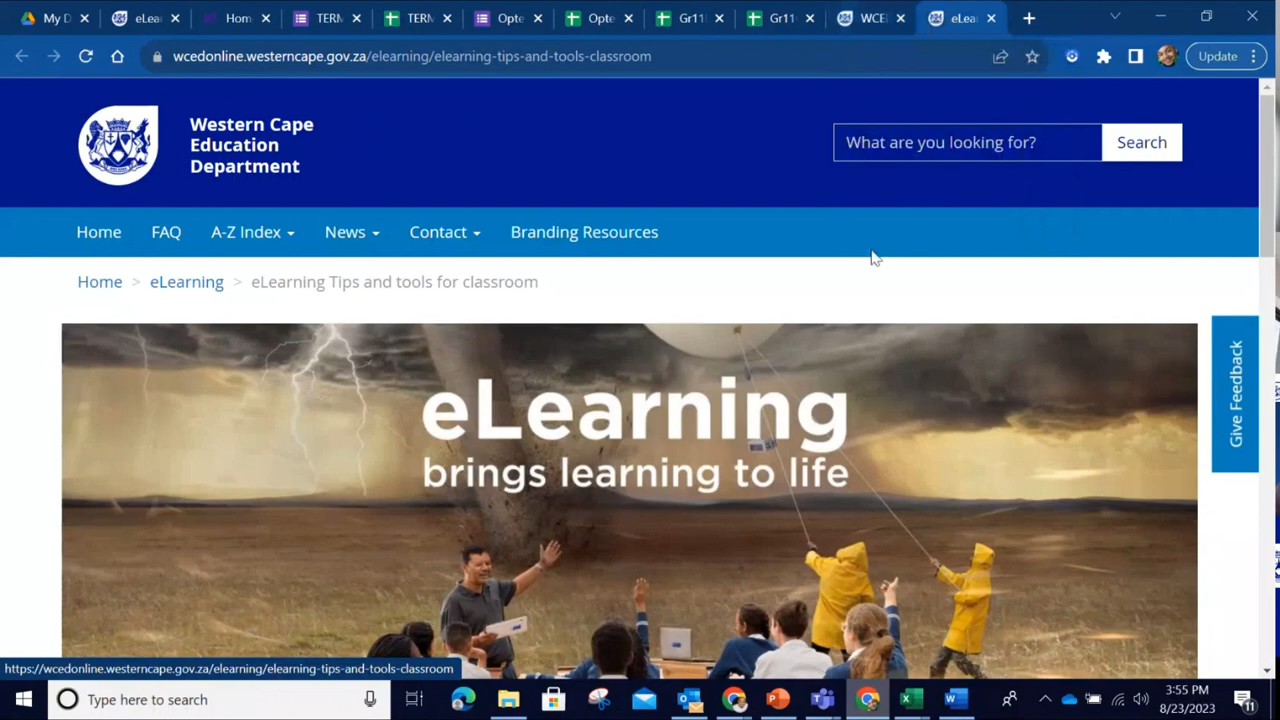 My D
eLea
Hom
TERM
TERM
Opte
Opte
Gr11
Gr11
WCE
eLea
wcedonline.westerncape.gov.za/elearning/elearning-tips-and-tools-classroom
Update
Western Cape
Education
Department
What are you looking for?
Search
Home
FAQ
A-Z Index
News
Contact
Branding Resources
Home > eLearning > eLearning Tips and tools for classroom
eLearning
brings learning to life
Give Feedback
https://wcedonline.westerncape.gov.za/elearning/elearning-tips-and-tools-classroom
Type here to search
3:55 PM
8/23/2023
11